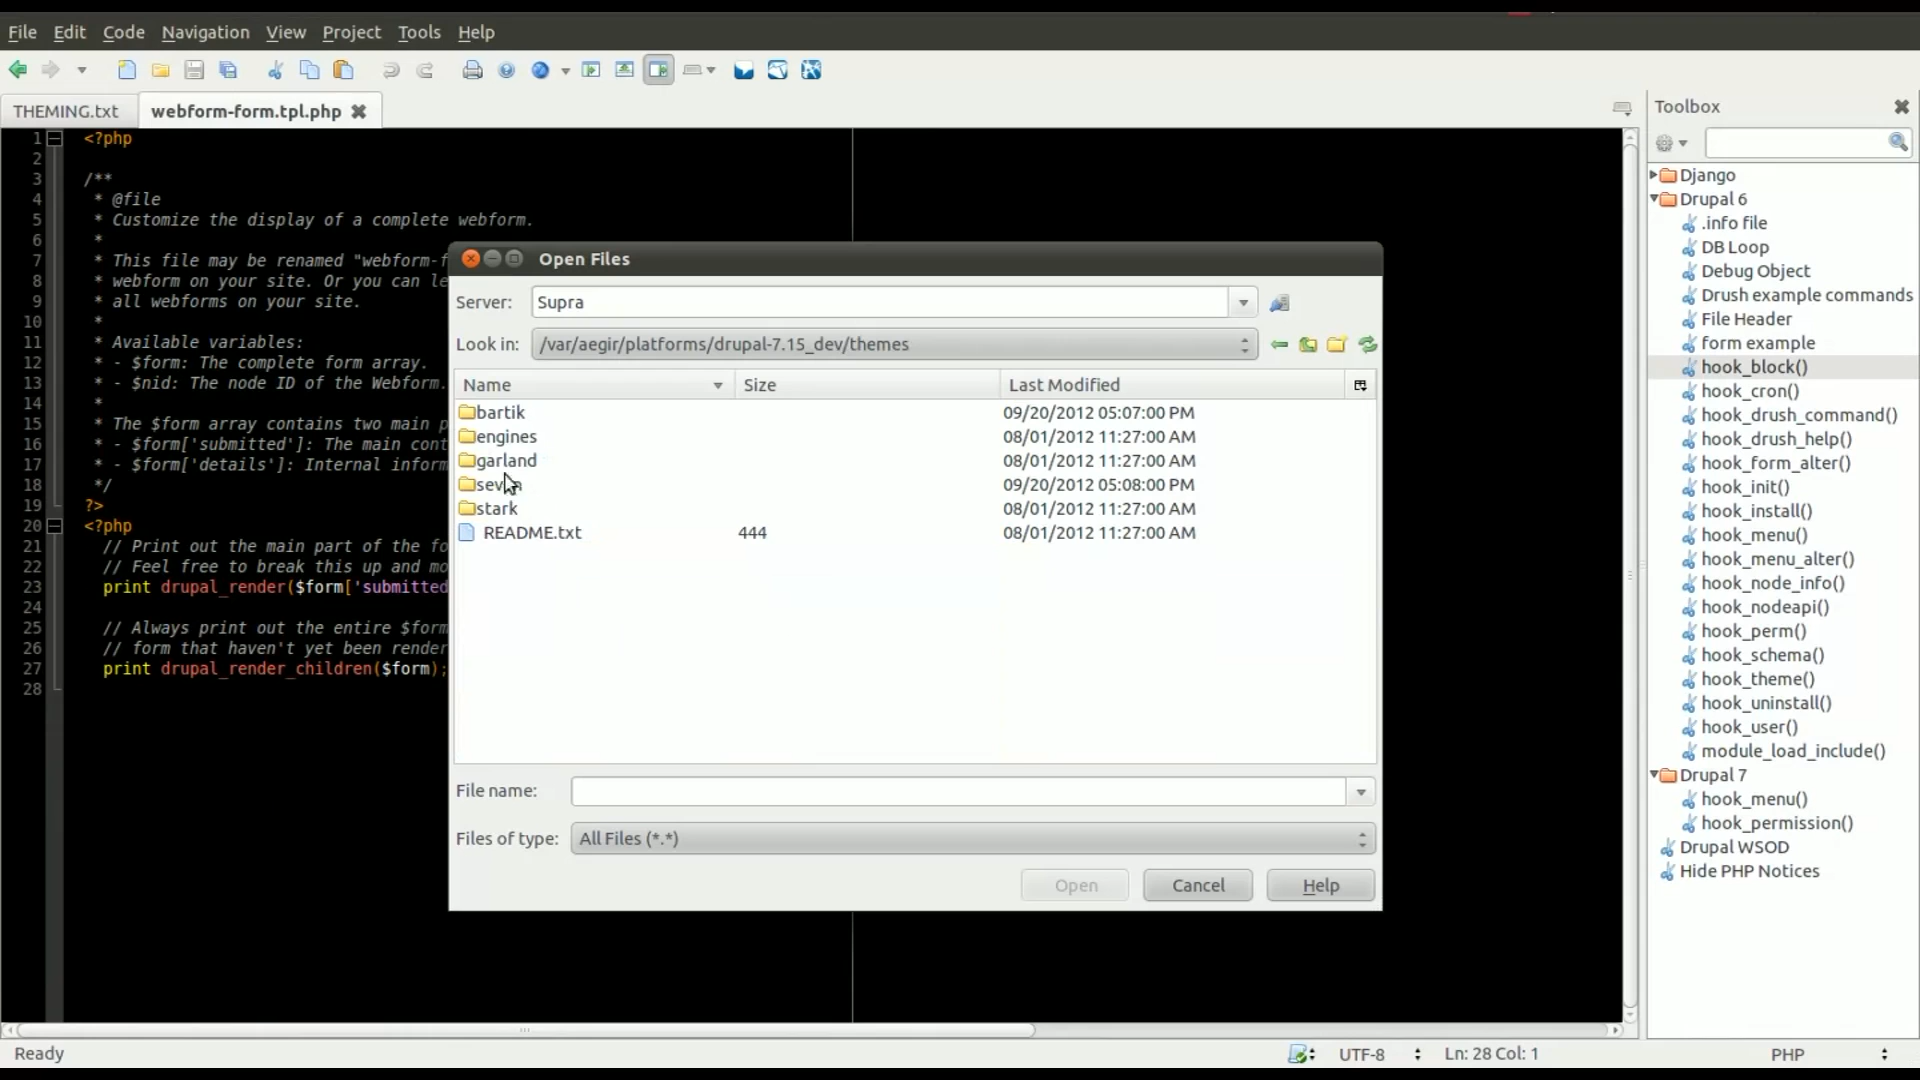 File Edit Code Navigation View Project Tools Help
THEMING.txt webform-form.tpl.php
Toolbox
1 <?php
2
3 /**
4 * @file
5 * Customize the display of a complete webform.
6 *
7 * This file may be renamed "webform-f
8 * webform on your site. Or you can le
9 * all webforms on your site.
10 *
11 * Available variables:
12 * - $form: The complete form array.
13 * - $nid: The node ID of the Webform.
14 *
15 * The $form array contains two main p
16 * - $form['submitted']: The main cont
17 * - $form['details']: Internal inform
18 */
19 ?>
20 <?php
21 // Print out the main part of the fo
22 // Feel free to break this up and mo
23 print drupal_render($form['submitted
24
25 // Always print out the entire $form
26 // form that haven't yet been render
27 print drupal_render_children($form);
28
Open Files
Server: Supra
Look in: /var/aegir/platforms/drupal-7.15_dev/themes
Name Size Last Modified
bartik 09/20/2012 05:07:00 PM
engines 08/01/2012 11:27:00 AM
garland 08/01/2012 11:27:00 AM
seven 09/20/2012 05:08:00 PM
stark 08/01/2012 11:27:00 AM
README.txt 444 08/01/2012 11:27:00 AM
File name:
Files of type: All Files (*.*)
Open Cancel Help
Django
Drupal 6
.info file
DB Loop
Debug Object
Drush example commands
File Header
form example
hook_block()
hook_cron()
hook_drush_command()
hook_drush_help()
hook_form_alter()
hook_init()
hook_install()
hook_menu()
hook_menu_alter()
hook_node_info()
hook_nodeapi()
hook_perm()
hook_schema()
hook_theme()
hook_uninstall()
hook_user()
module_load_include()
Drupal 7
hook_menu()
hook_permission()
Drupal WSOD
Hide PHP Notices
Ready UTF-8 Ln: 28 Col: 1 PHP